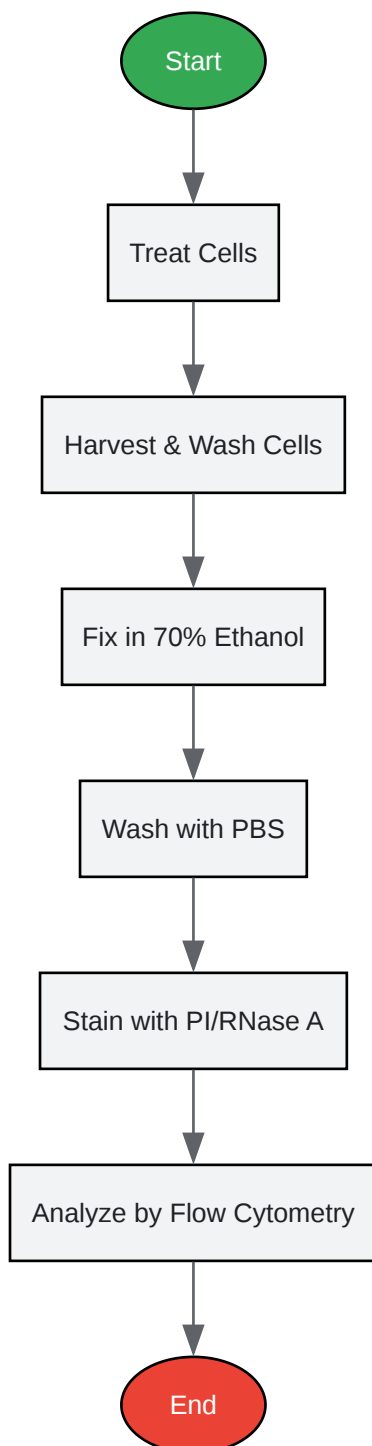 Start
Treat Cells
Harvest & Wash Cells
Fix in 70% Ethanol
Wash with PBS
Stain with PI/RNase A
Analyze by Flow Cytometry
End